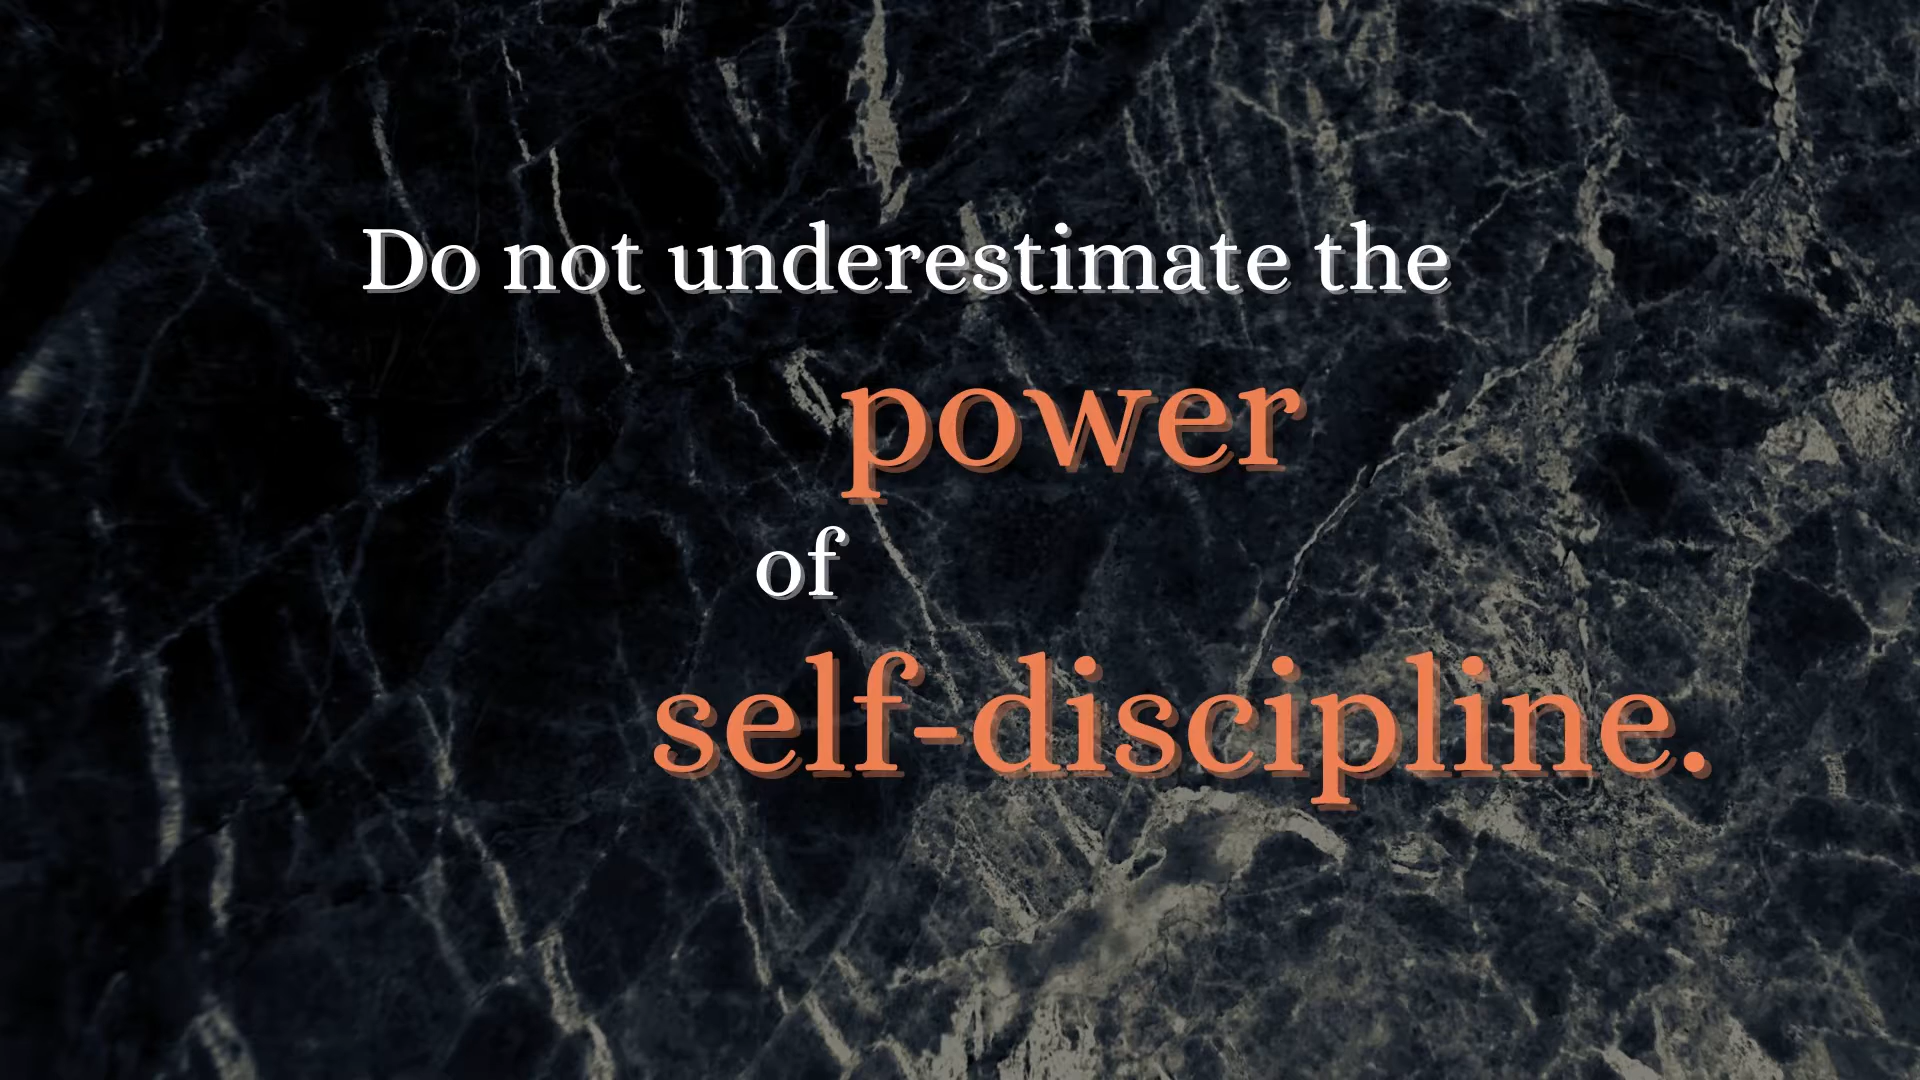 Do not underestimate the
power
of
self-discipline.